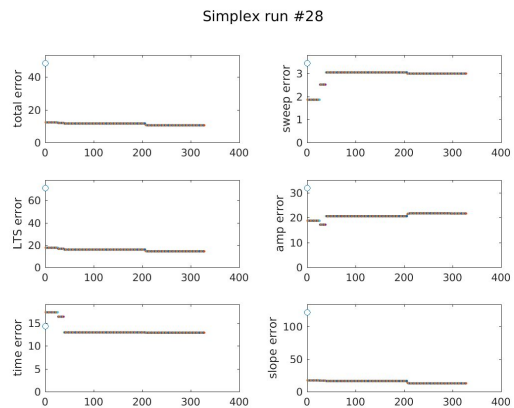 Simplex run #28
total error
40
20
0
0 100 200 300 400
sweep error
3
2
1
0
0 100 200 300 400
LTS error
60
40
20
0
0 100 200 300 400
amp error
30
20
10
0
0 100 200 300 400
time error
15
10
5
0
0 100 200 300 400
slope error
100
50
0
0 100 200 300 400